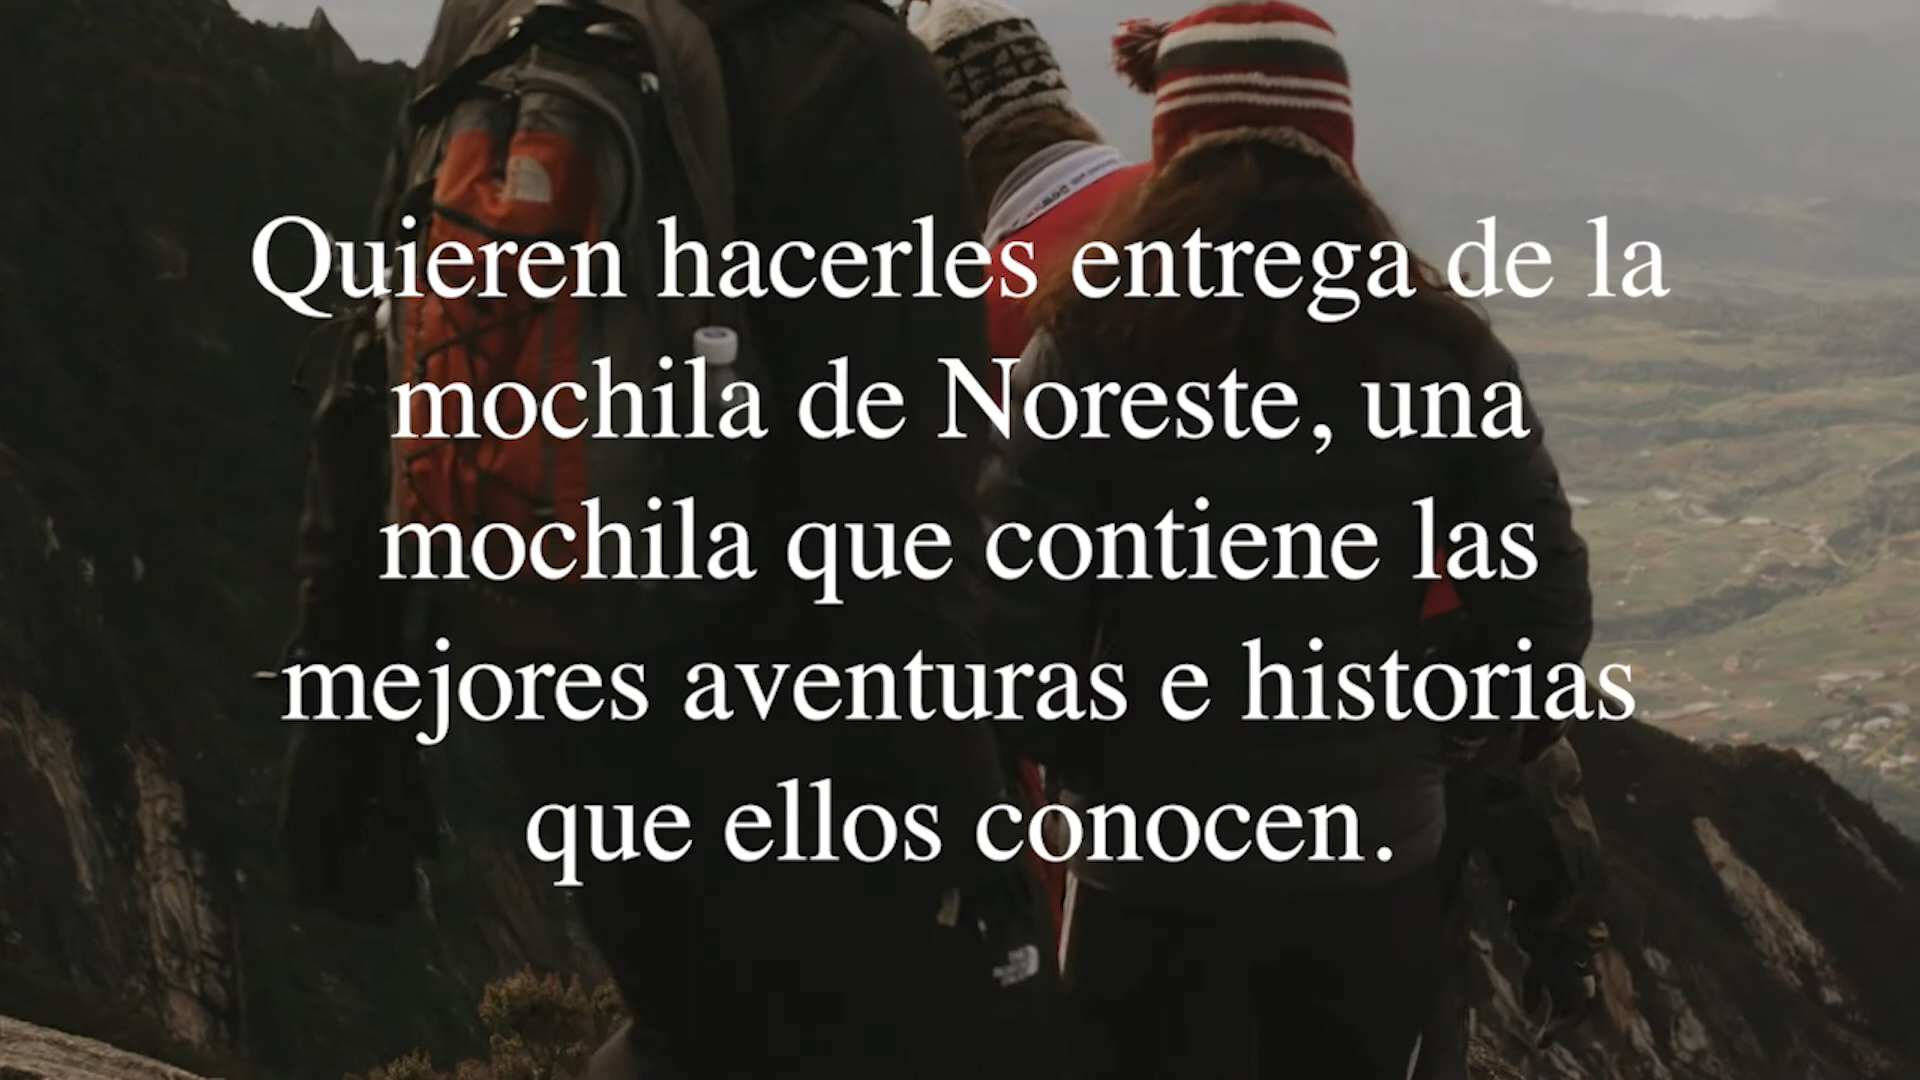 Quieren hacerles entrega de la
mochila de Noreste, una
mochila que contiene las
mejores aventuras e historias
que ellos conocen.